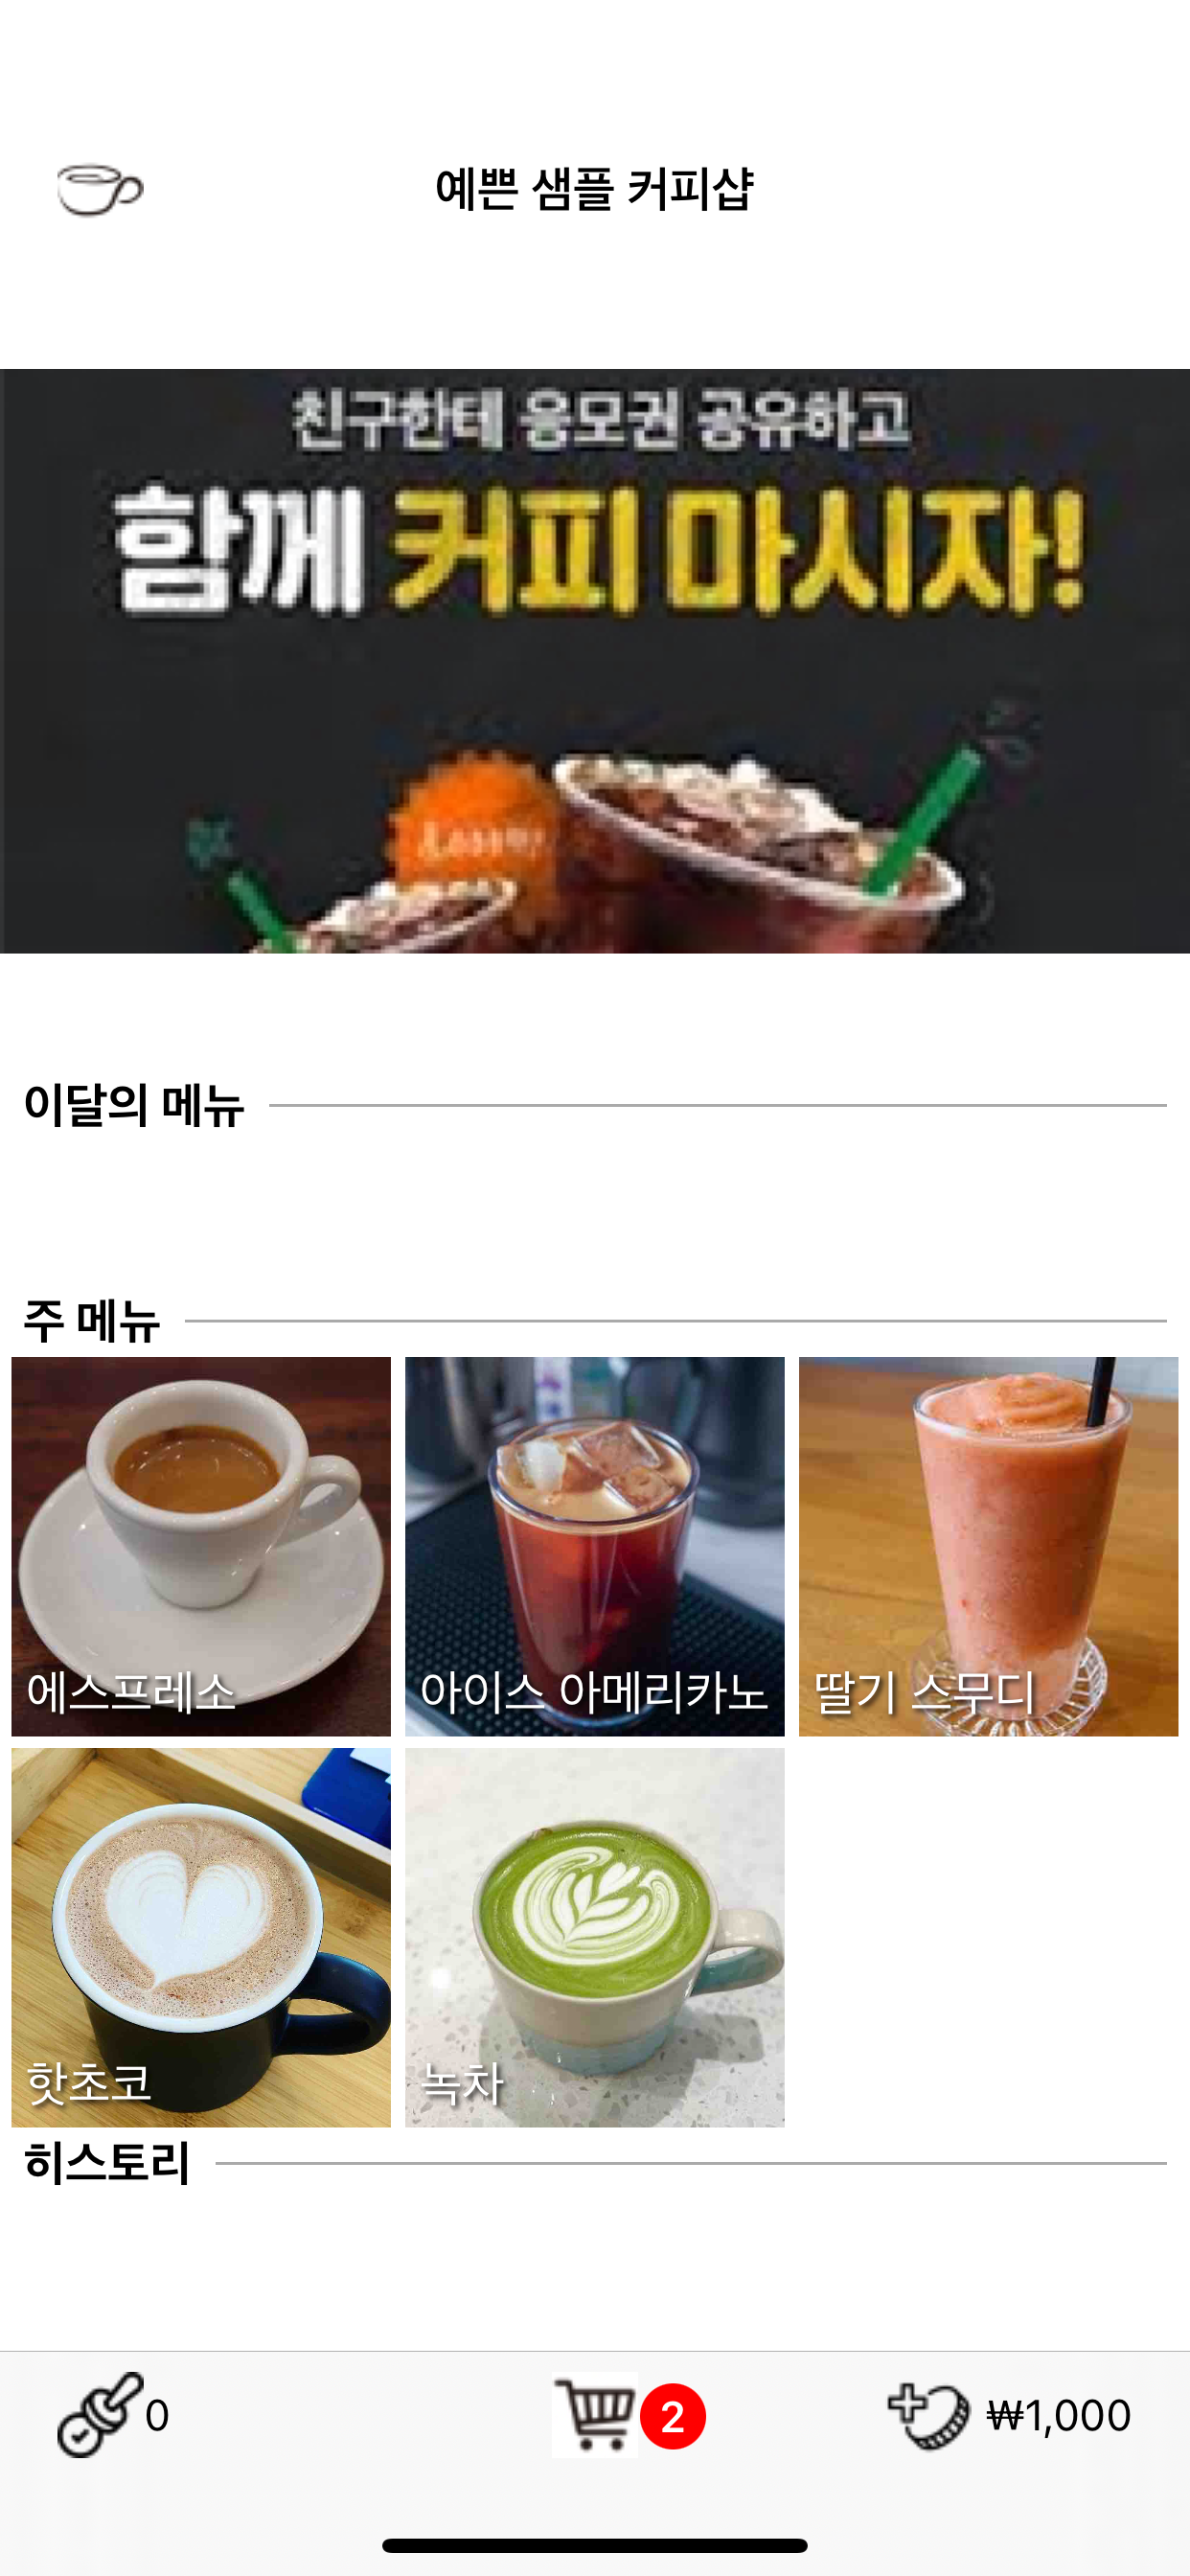 예쁜 샘플 커피샵
친구한테 응모권 공유하고
함께 커피 마시자!
이달의 메뉴
주 메뉴
에스프레소
아이스 아메리카노
딸기 스무디
핫초코
녹차
히스토리
0
2
₩1,000